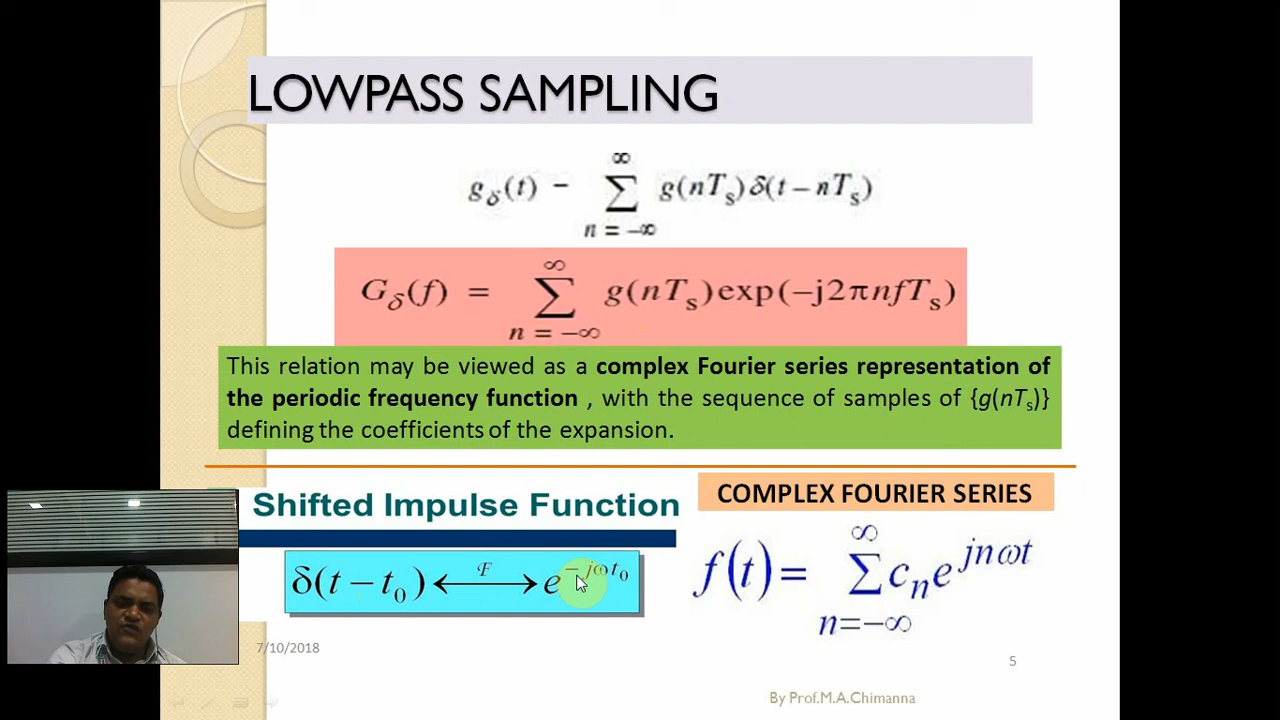 LOWPASS SAMPLING
∞
g_δ(t) − ∑ g(nT_s)δ(t−nT_s)
n = −∞
∞
G_δ(f) = ∑ g(nT_s)exp(−j2πnfT_s)
n = −∞
This relation may be viewed as a complex Fourier series representation of
the periodic frequency function , with the sequence of samples of {g(nT_s)}
defining the coefficients of the expansion.
Shifted Impulse Function
δ(t − t_0) ⟷ℱ e^{−jωt_0}
COMPLEX FOURIER SERIES
∞
f(t) = ∑ c_n e^{jnωt}
n=−∞
7/10/2018
5
By Prof.M.A.Chimanna